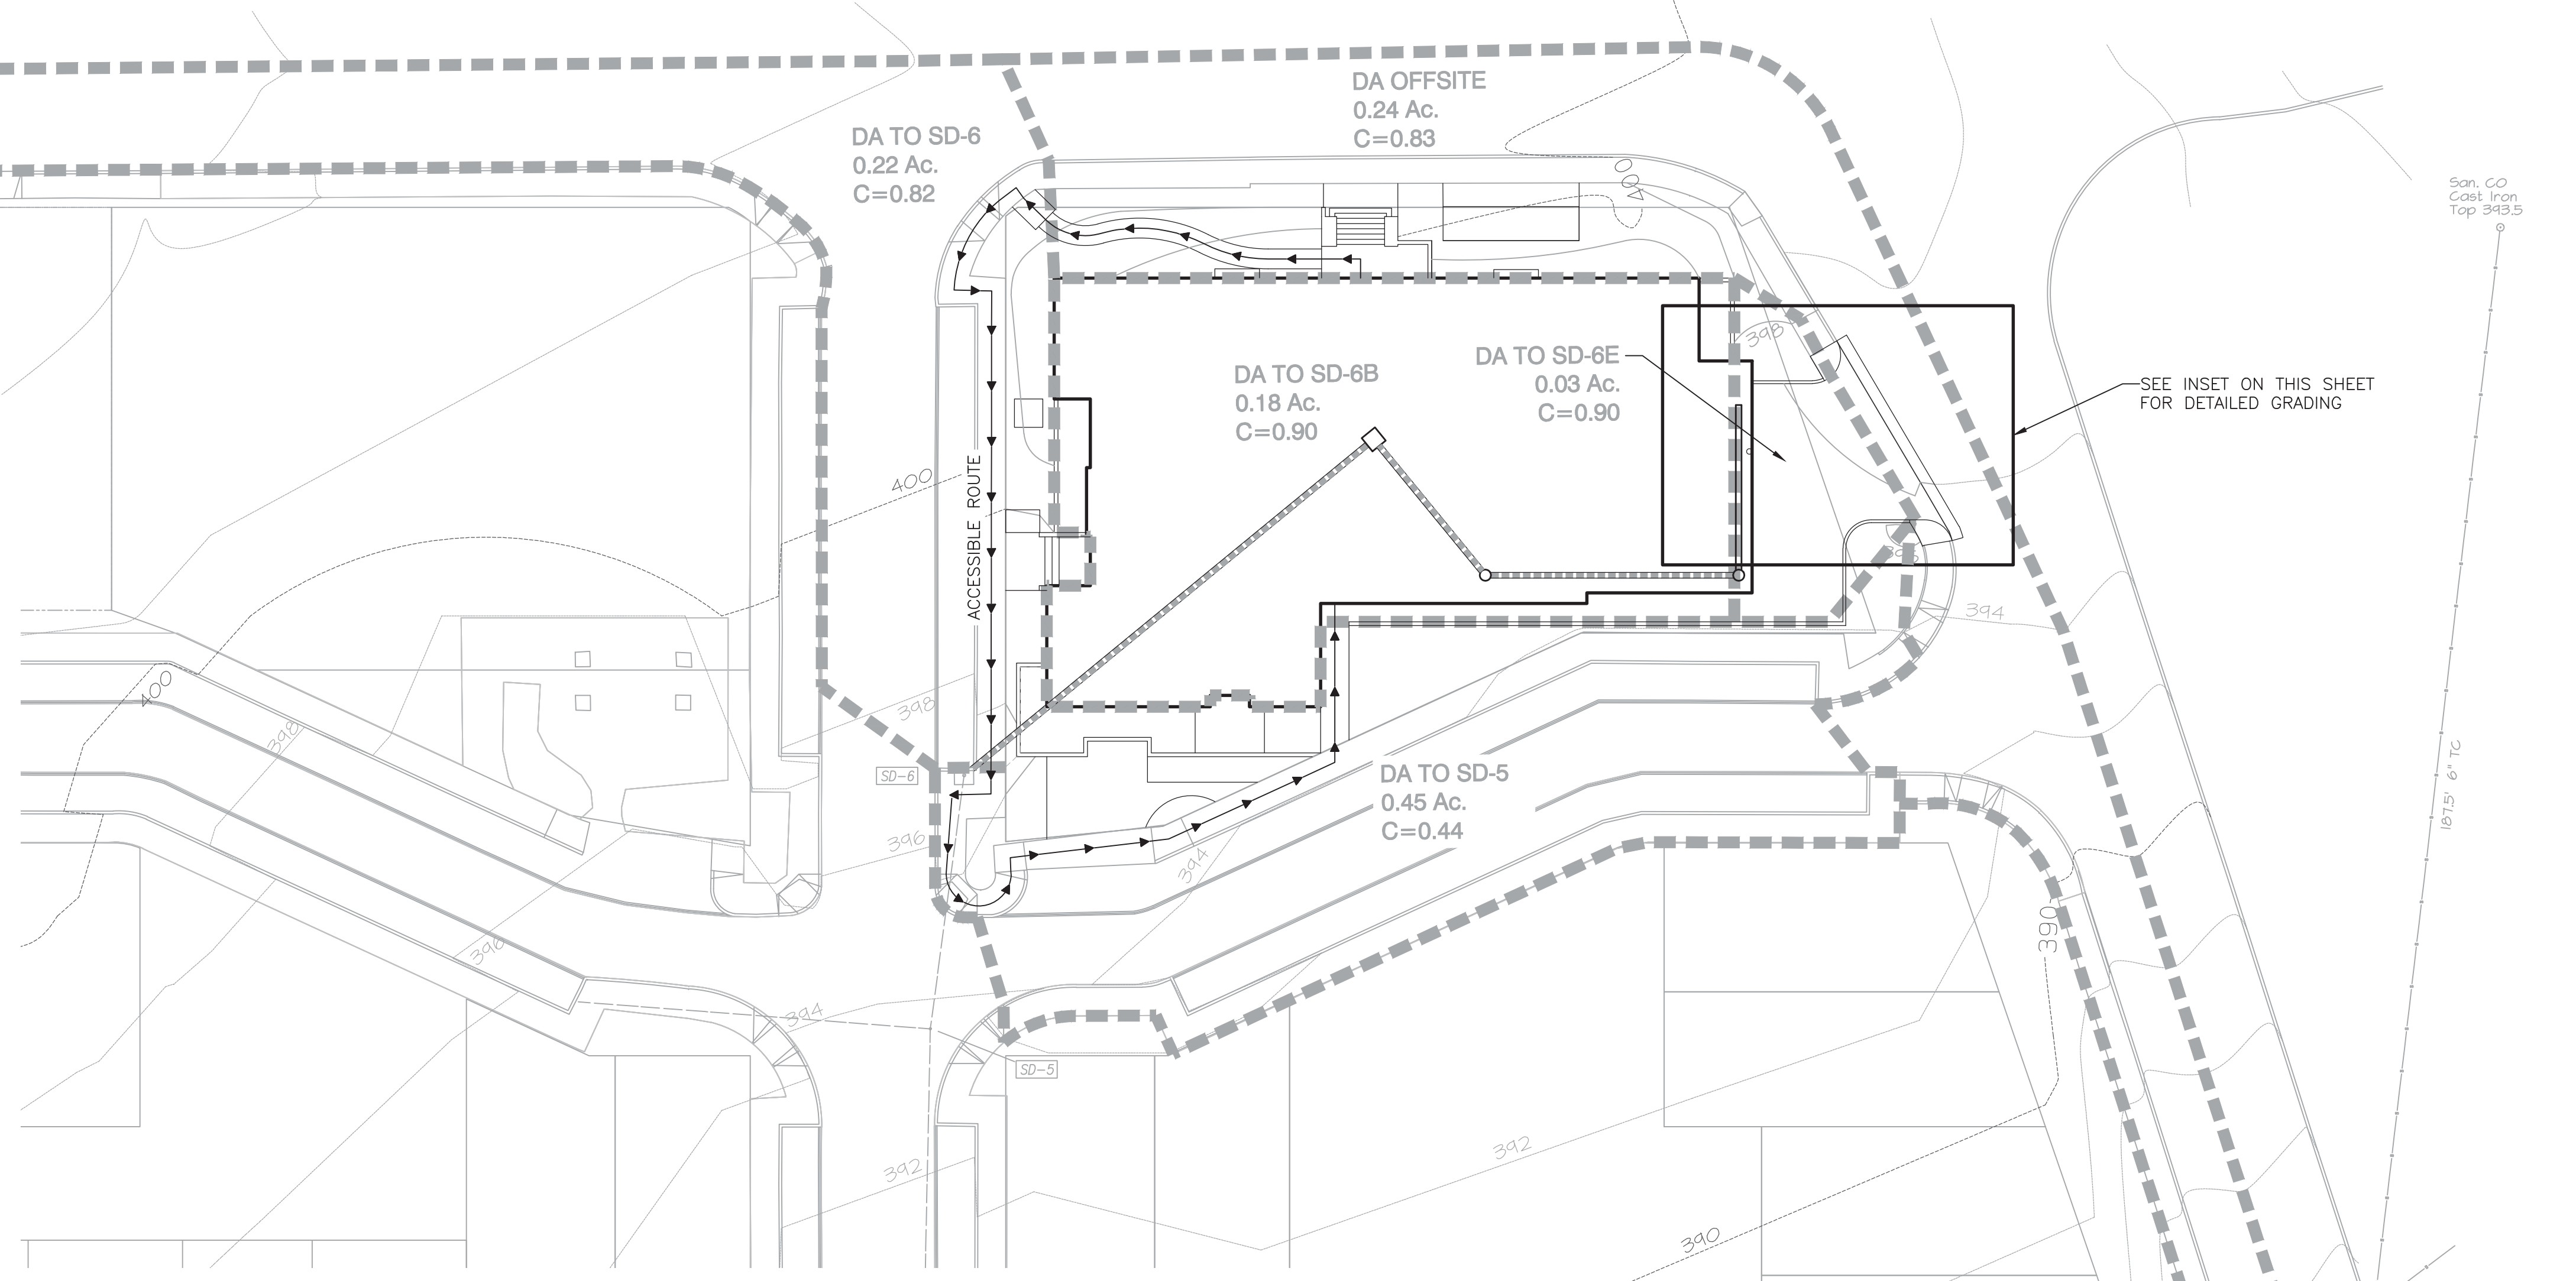 DA OFFSITE
0.24 Ac.
C=0.83
DA TO SD-6
0.22 Ac.
C=0.82
400
San. CO
Cast Iron
Top 393.5
398
DA TO SD-6E
0.03 Ac.
C=0.90
DA TO SD-6B
0.18 Ac.
C=0.90
SEE INSET ON THIS SHEET
FOR DETAILED GRADING
ACCESSIBLE ROUTE
400
394
400
398
398
SD-6
DA TO SD-5
0.45 Ac.
C=0.44
187.5' 6" TC
396
394
390
396
394
SD-5
392
392
390